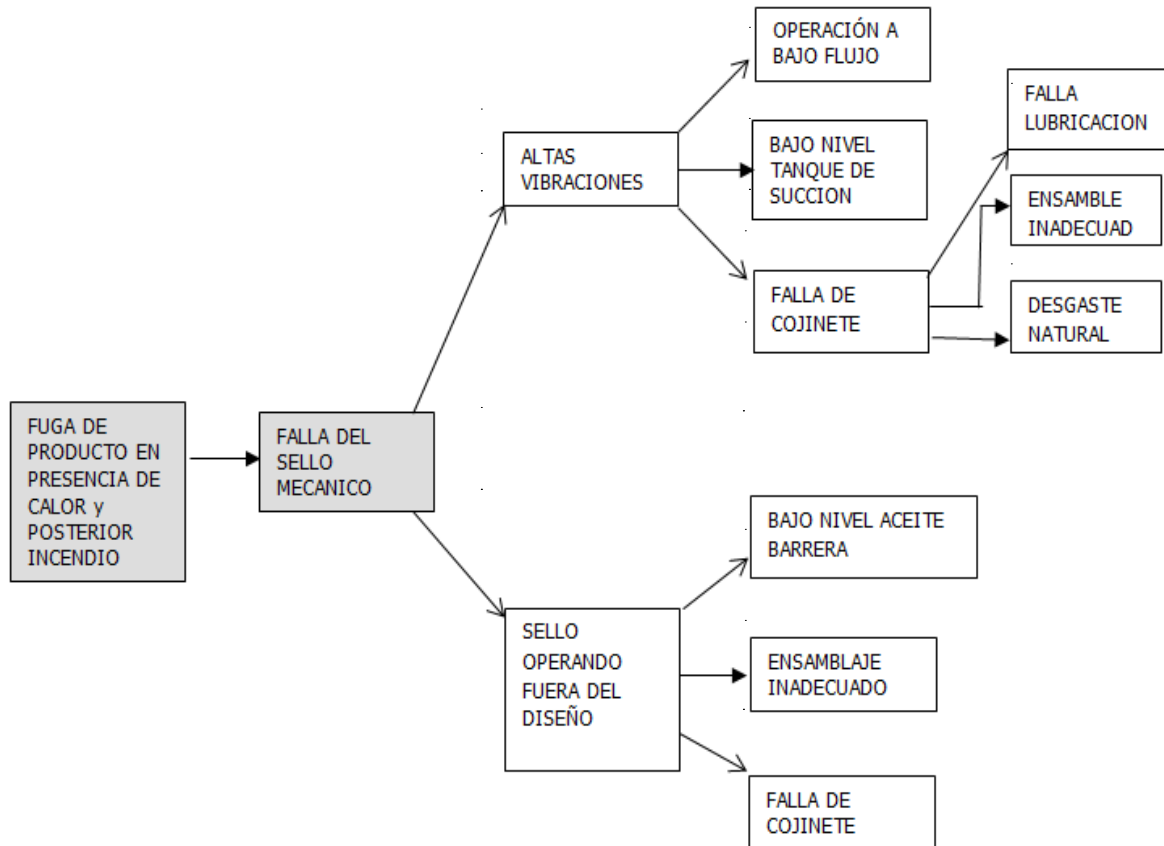 OPERACIÓN A
BAJO FLUJO
FALLA
LUBRICACION
ALTAS
VIBRACIONES
BAJO NIVEL
TANQUE DE
SUCCION
ENSAMBLE
INADECUAD
FALLA DE
COJINETE
DESGASTE
NATURAL
FUGA DE
PRODUCTO EN
PRESENCIA DE
CALOR y
POSTERIOR
INCENDIO
FALLA DEL
SELLO
MECANICO
BAJO NIVEL ACEITE
BARRERA
SELLO
OPERANDO
FUERA DEL
DISEÑO
ENSAMBLAJE
INADECUADO
FALLA DE
COJINETE